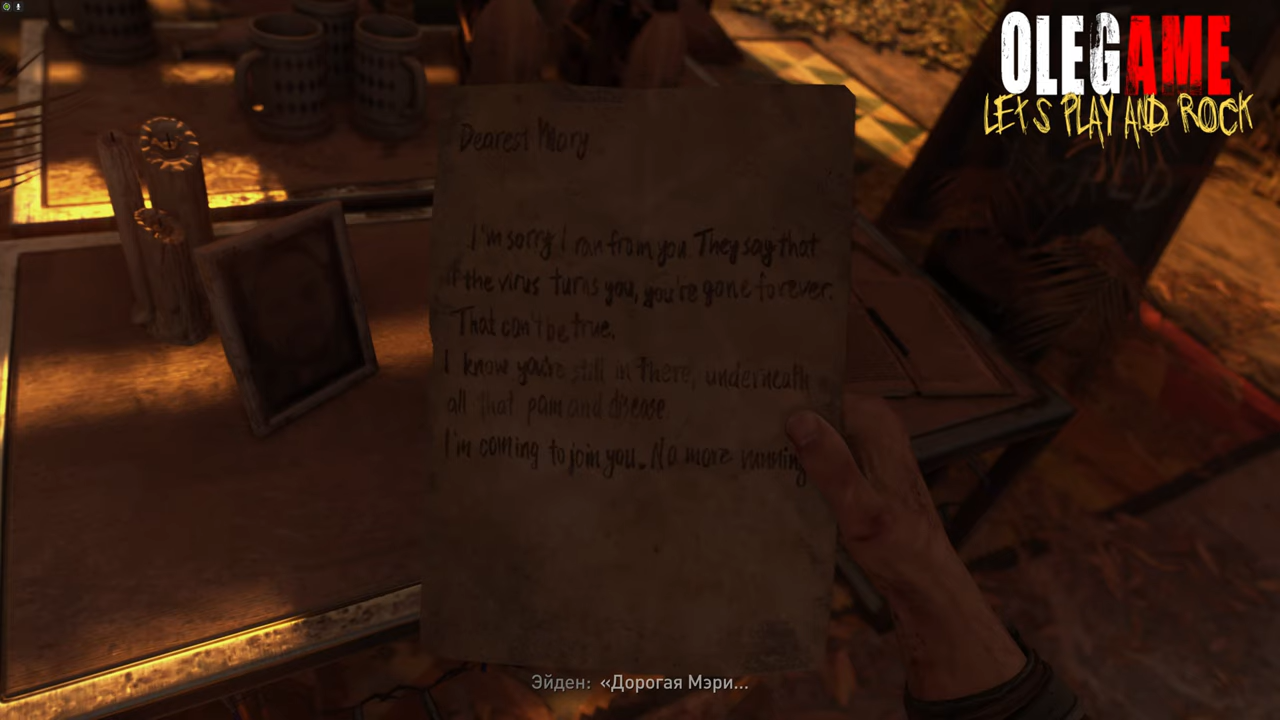 OLEGAME
LET'S PLAY AND ROCK
Dearest Mary
I'm sorry I ran from you. They say that
if the virus turns you, you're gone forever.
That can't be true.
I know you're still in there, underneath
all that pain and disease.
I'm coming to join you. No more running
Эйден: «Дорогая Мэри...